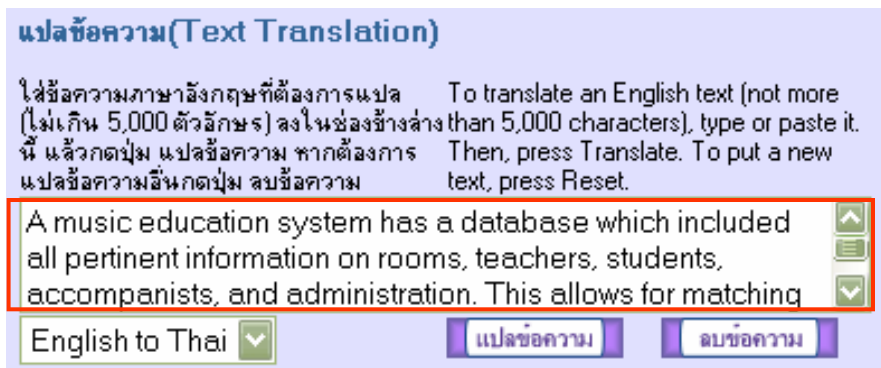 แปลข้อความ(Text Translation)
ใส่ข้อความภาษาอังกฤษที่ต้องการแปล
(ไม่เกิน 5,000 ตัวอักษร) ลงในช่องข้างล่าง
นี้ แล้วกดปุ่ม แปลข้อความ หากต้องการ
แปลข้อความอื่นกดปุ่ม ลบข้อความ
To translate an English text (not more
than 5,000 characters), type or paste it.
Then, press Translate. To put a new
text, press Reset.
A music education system has a database which included
all pertinent information on rooms, teachers, students,
accompanists, and administration. This allows for matching
English to Thai
แปลข้อความ
ลบข้อความ